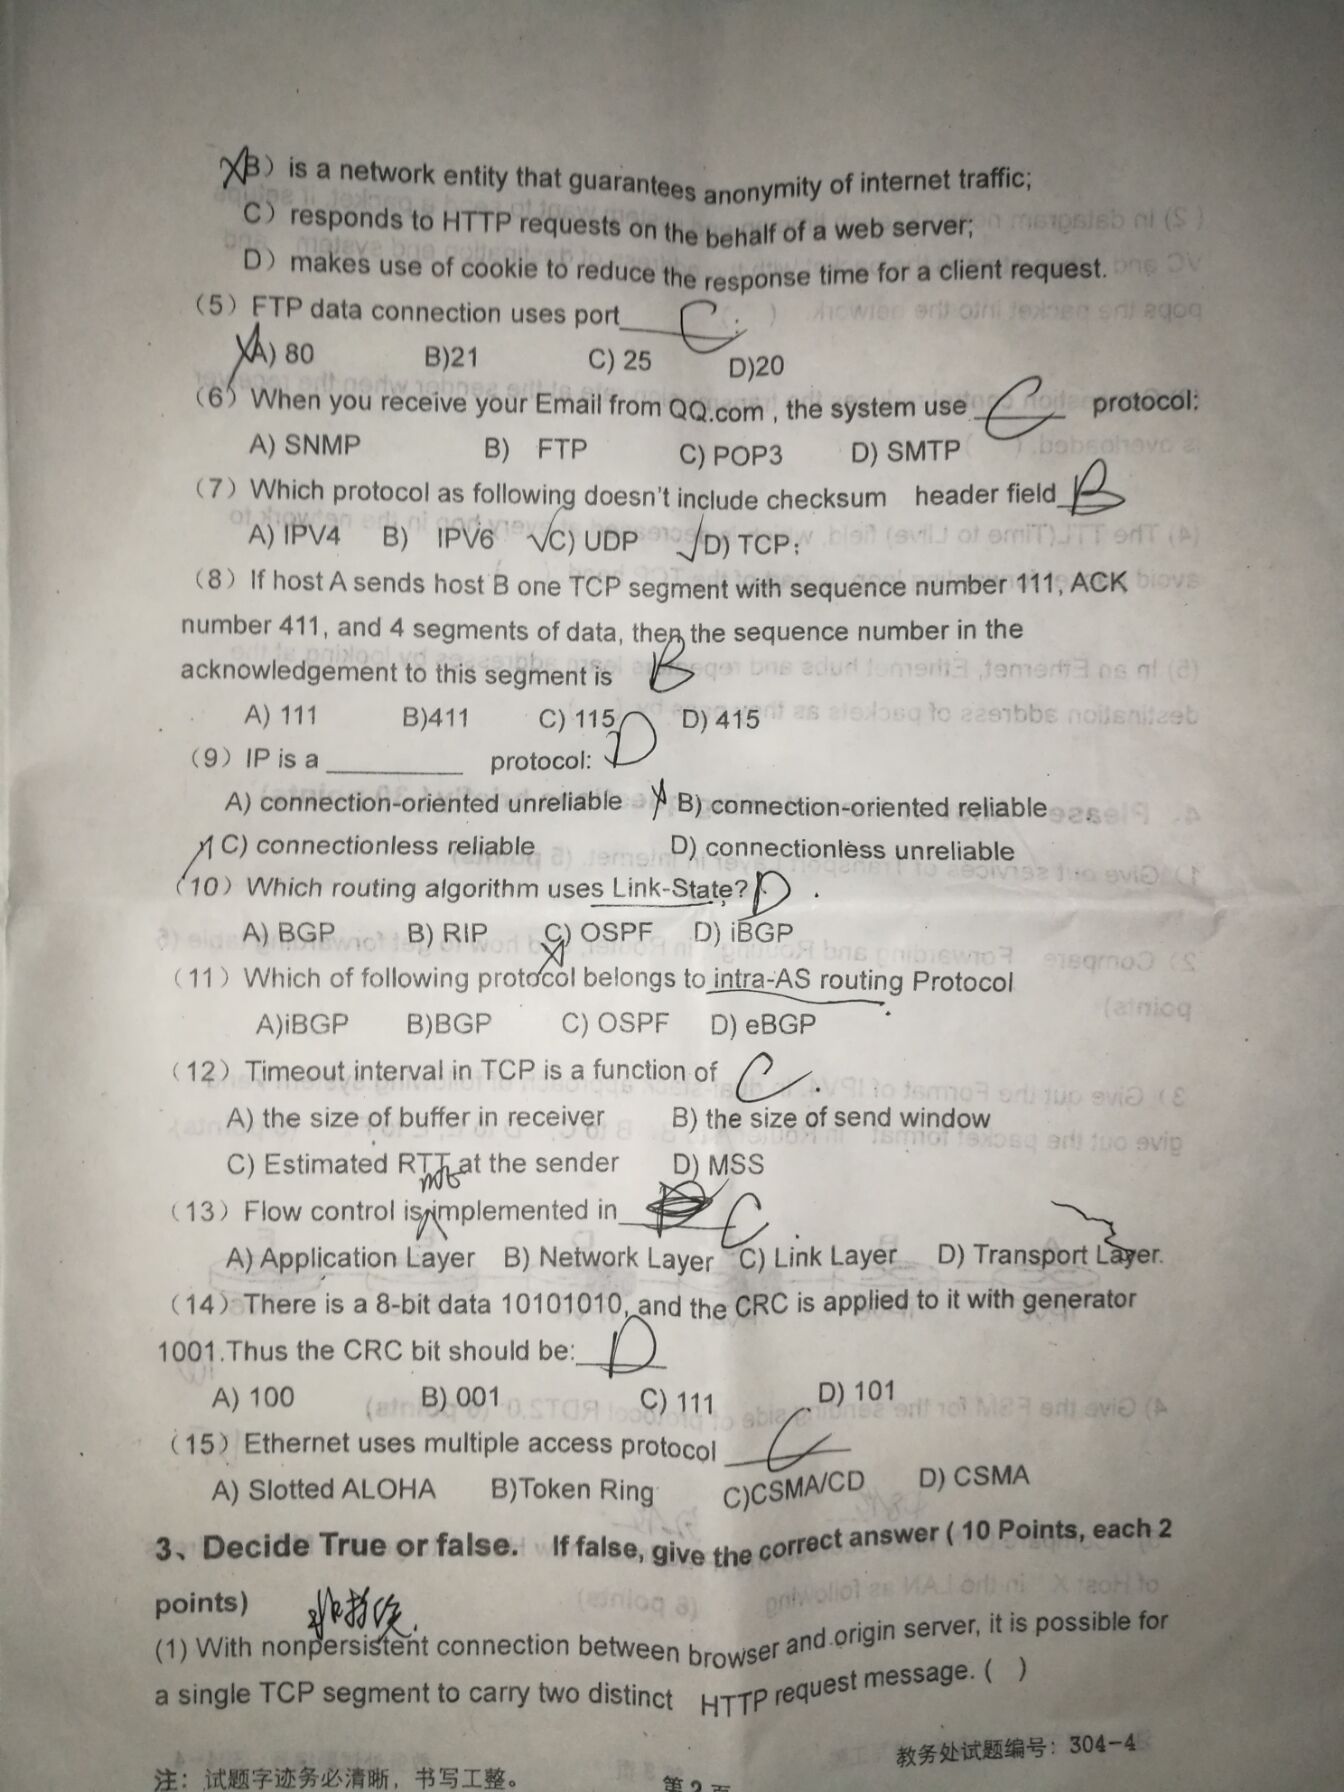 B）is a network entity that guarantees anonymity of internet traffic;
C）responds to HTTP requests on the behalf of a web server;
D）makes use of cookie to reduce the response time for a client request.
（5）FTP data connection uses port C.
A) 80 B)21 C) 25 D)20
（6）When you receive your Email from QQ.com , the system use C protocol:
A) SNMP B) FTP C) POP3 D) SMTP
（7）Which protocol as following doesn't include checksum header field B
A) IPV4 B) IPV6 √C) UDP √D) TCP；
（8）If host A sends host B one TCP segment with sequence number 111, ACK
number 411, and 4 segments of data, then the sequence number in the
acknowledgement to this segment is B
A) 111 B)411 C) 115 D) 415
（9）IP is a __________ protocol: D
A) connection-oriented unreliable B) connection-oriented reliable
C) connectionless reliable D) connectionless unreliable
（10）Which routing algorithm uses Link-State? D .
A) BGP B) RIP C) OSPF D) iBGP
（11）Which of following protocol belongs to intra-AS routing Protocol
A)iBGP B)BGP C) OSPF D) eBGP
（12）Timeout interval in TCP is a function of C .
A) the size of buffer in receiver B) the size of send window
C) Estimated RTT at the sender D) MSS
（13）Flow control is implemented in C
not
A) Application Layer B) Network Layer C) Link Layer D) Transport Layer.
（14）There is a 8-bit data 10101010, and the CRC is applied to it with generator
1001.Thus the CRC bit should be: D
A) 100 B) 001 C) 111 D) 101
（15）Ethernet uses multiple access protocol C
A) Slotted ALOHA B)Token Ring C)CSMA/CD D) CSMA
3、Decide True or false. If false, give the correct answer ( 10 Points, each 2
points)
非持续.
(1) With nonpersistent connection between browser and origin server, it is possible for
a single TCP segment to carry two distinct HTTP request message. ( )
教务处试题编号：304-4
注：试题字迹务必清晰，书写工整。 第 2 页